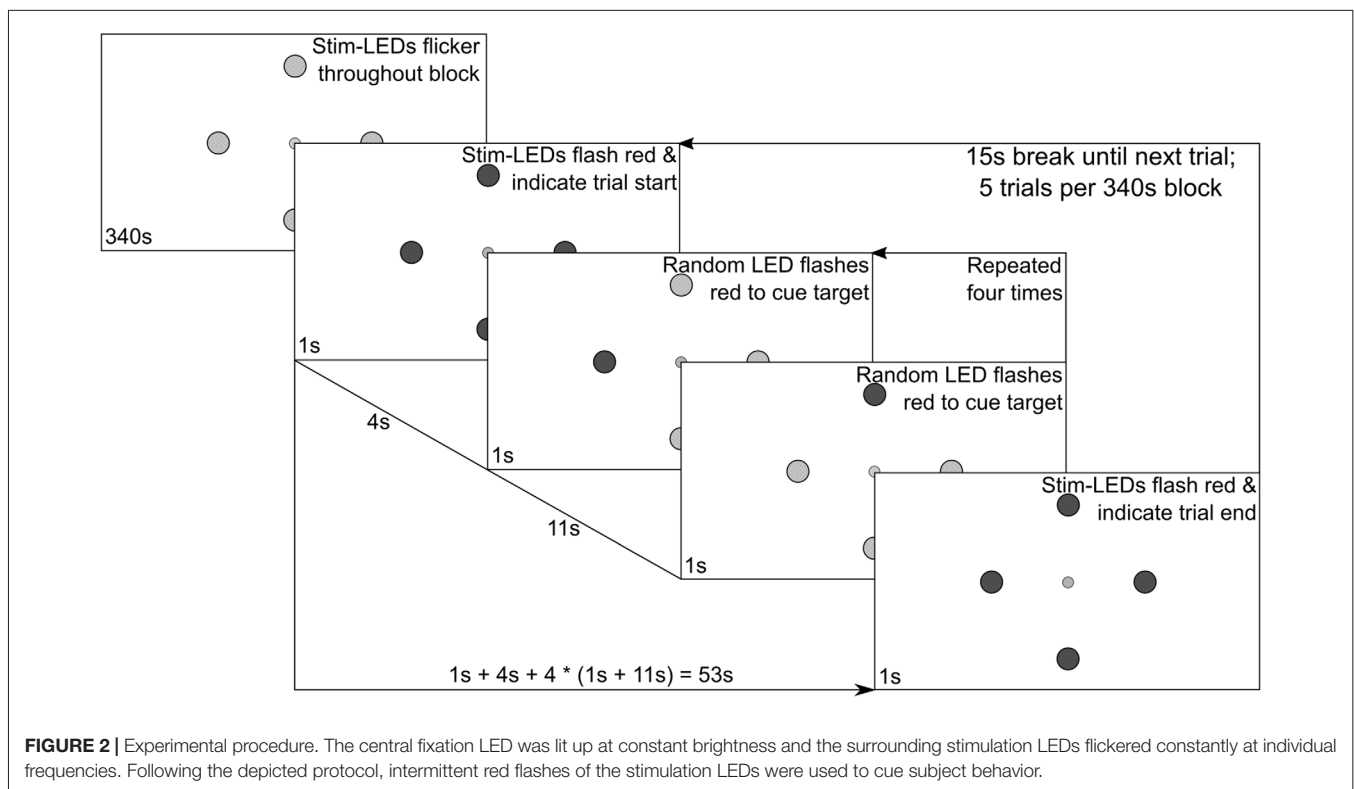 Stim-LEDs flicker
throughout block
340s
Stim-LEDs flash red &
indicate trial start
1s
15s break until next trial;
5 trials per 340s block
Random LED flashes
red to cue target
1s
Repeated
four times
Random LED flashes
red to cue target
1s
4s
11s
Stim-LEDs flash red &
indicate trial end
1s
1s + 4s + 4 * (1s + 11s) = 53s
FIGURE 2 | Experimental procedure. The central fixation LED was lit up at constant brightness and the surrounding stimulation LEDs flickered constantly at individual
frequencies. Following the depicted protocol, intermittent red flashes of the stimulation LEDs were used to cue subject behavior.